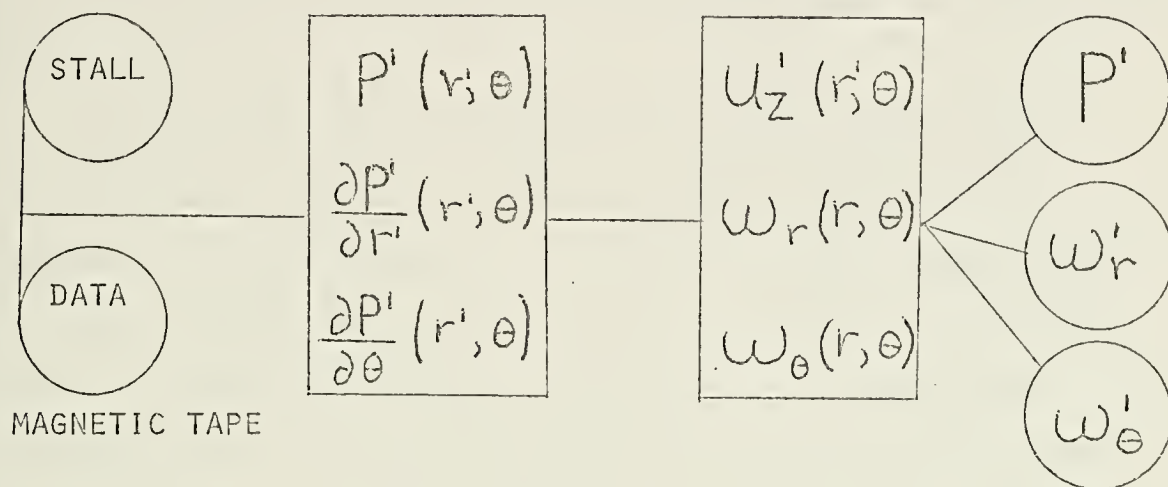 STALL
DATA
MAGNETIC TAPE
P' (r', θ)
∂P'/∂r' (r', θ)
∂P'/∂θ (r', θ)
U'z (r', θ)
ωr (r, θ)
ωθ (r, θ)
P'
ω'r
ω'θ